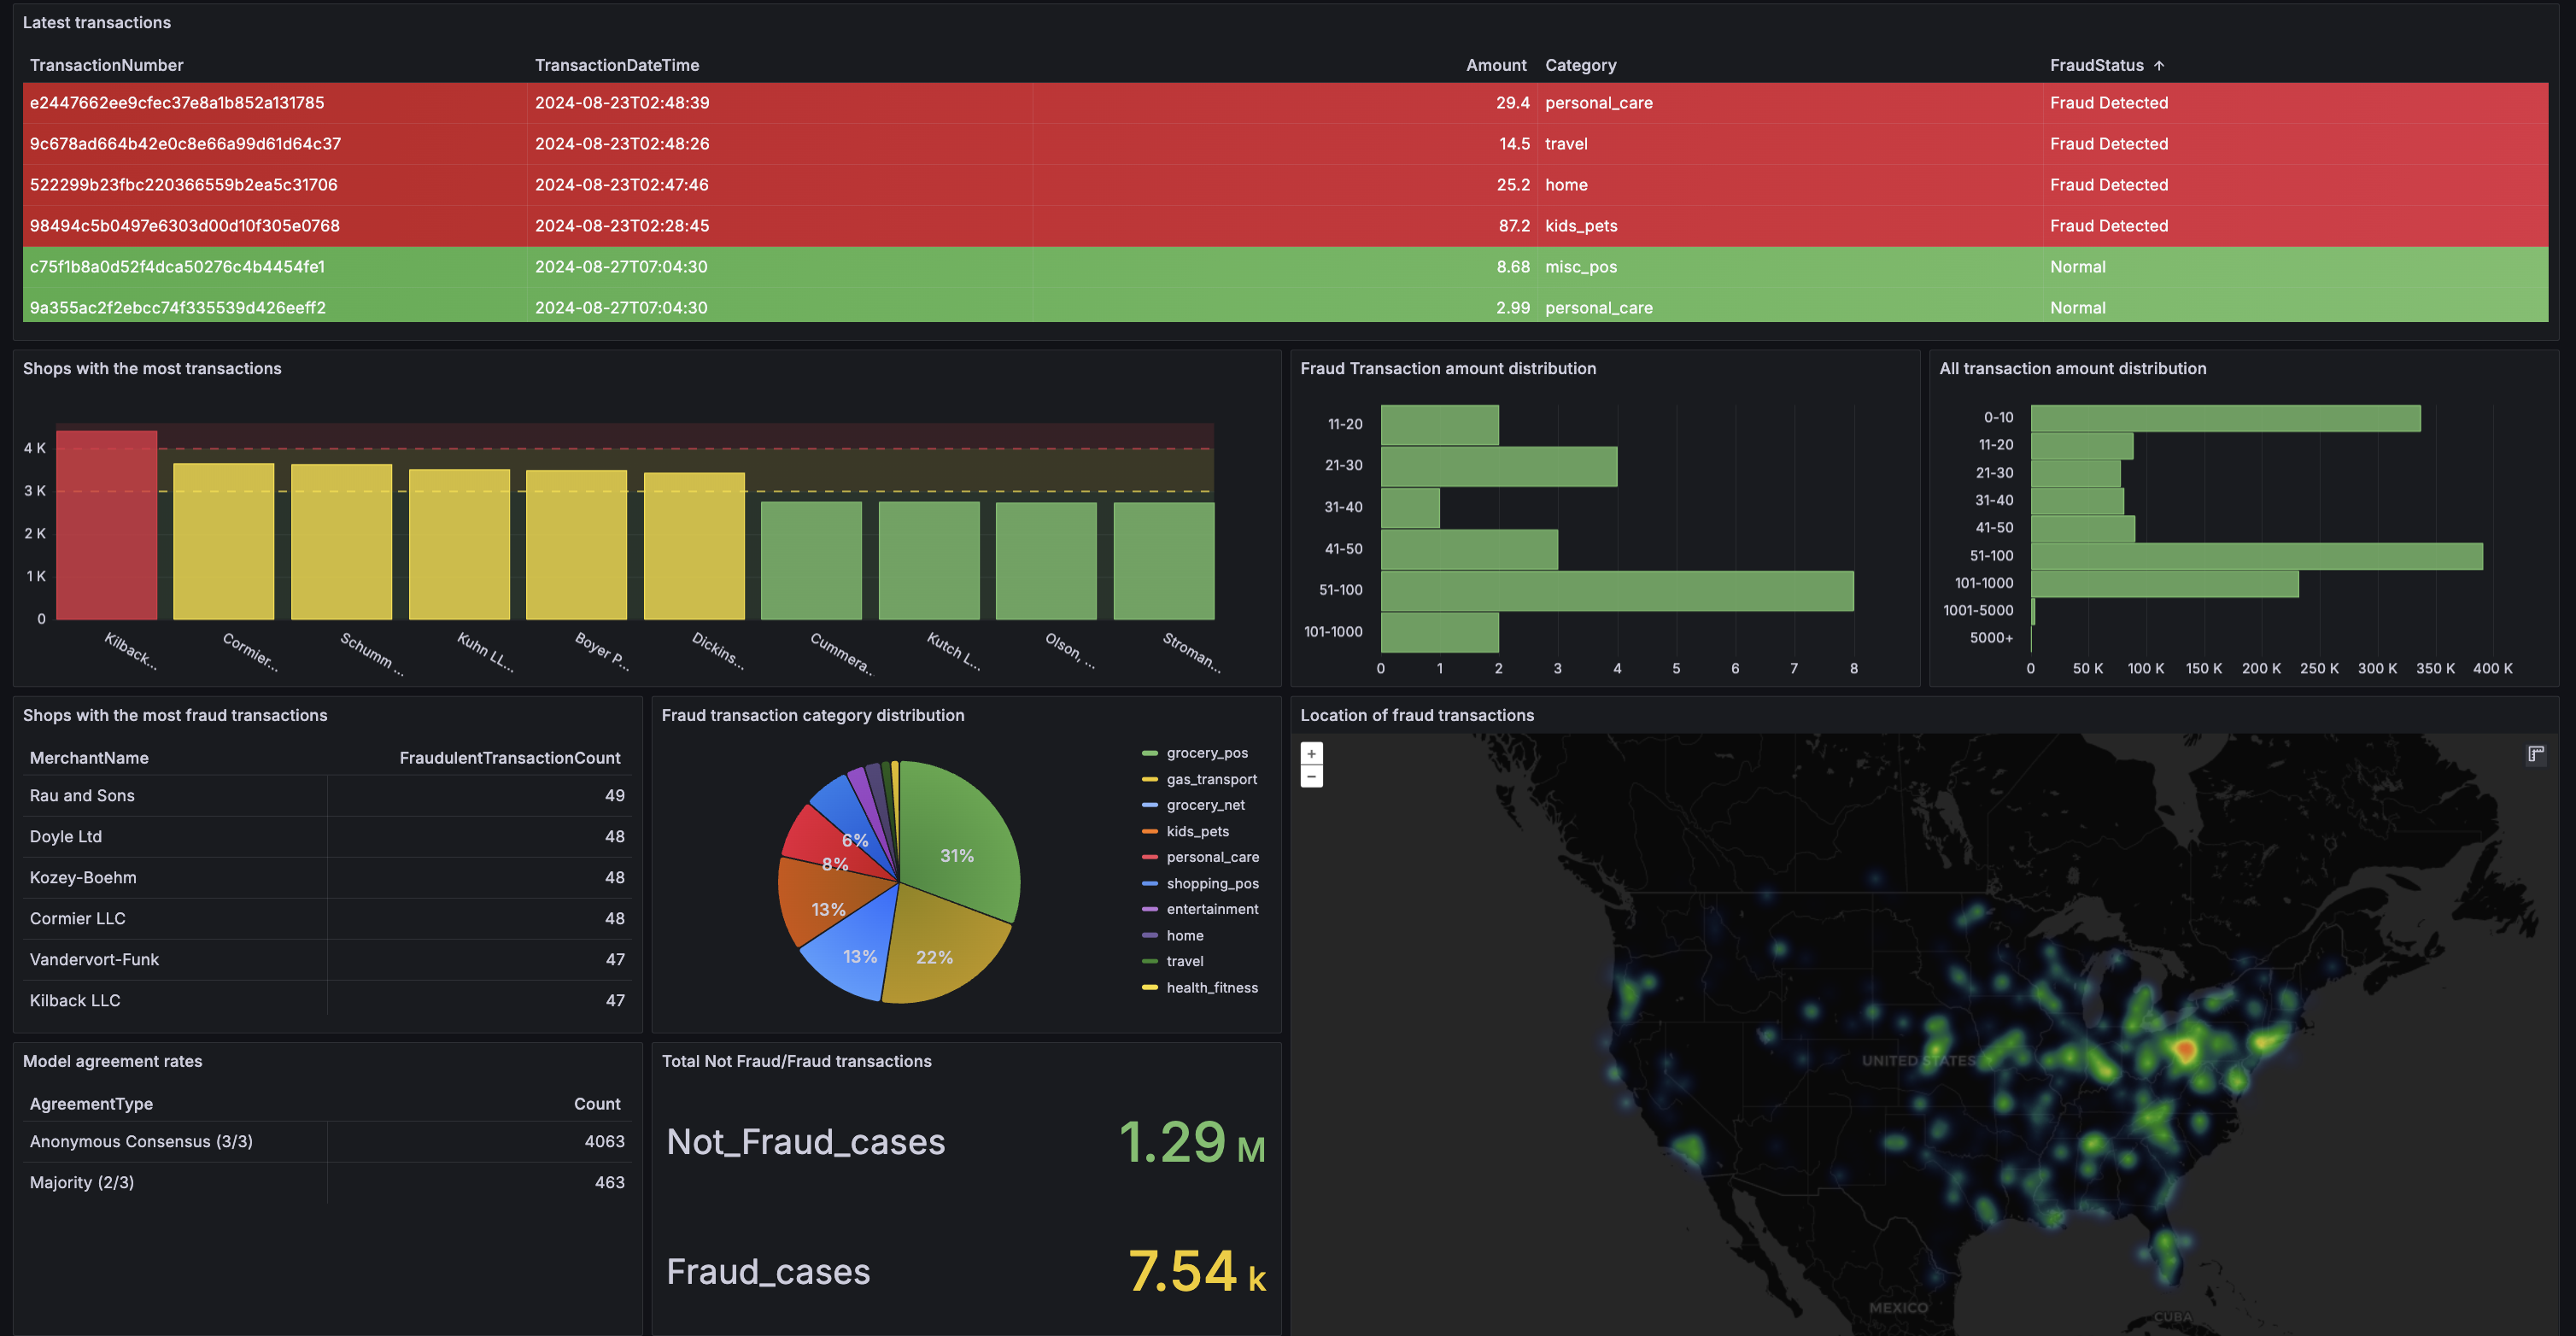 Latest transactions
TransactionNumber TransactionDateTime Amount Category FraudStatus ↑
e2447662ee9cfec37e8a1b852a131785 2024-08-23T02:48:39 29.4 personal_care Fraud Detected
9c678ad664b42e0c8e66a99d61d64c37 2024-08-23T02:48:26 14.5 travel Fraud Detected
522299b23fbc220366559b2ea5c31706 2024-08-23T02:47:46 25.2 home Fraud Detected
98494c5b0497e6303d00d10f305e0768 2024-08-23T02:28:45 87.2 kids_pets Fraud Detected
c75f1b8a0d52f4dca50276c4b4454fe1 2024-08-27T07:04:30 8.68 misc_pos Normal
9a355ac2f2ebcc74f335539d426eeff2 2024-08-27T07:04:30 2.99 personal_care Normal
Shops with the most transactions
4 K
3 K
2 K
1 K
0
Kilback... Cormier... Schumm ... Kuhn LL... Boyer P... Dickins... Cummera... Kutch L... Olson, ... Stroman...
Fraud Transaction amount distribution
11-20
21-30
31-40
41-50
51-100
101-1000
0 1 2 3 4 5 6 7 8
All transaction amount distribution
0-10
11-20
21-30
31-40
41-50
51-100
101-1000
1001-5000
5000+
0 50 K 100 K 150 K 200 K 250 K 300 K 350 K 400 K
Shops with the most fraud transactions
MerchantName FraudulentTransactionCount
Rau and Sons 49
Doyle Ltd 48
Kozey-Boehm 48
Cormier LLC 48
Vandervort-Funk 47
Kilback LLC 47
Fraud transaction category distribution
31%
22%
13%
13%
8%
6%
grocery_pos
gas_transport
grocery_net
kids_pets
personal_care
shopping_pos
entertainment
home
travel
health_fitness
Location of fraud transactions
+
−
UNITED STATES
MEXICO
CUBA
Model agreement rates
AgreementType Count
Anonymous Consensus (3/3) 4063
Majority (2/3) 463
Total Not Fraud/Fraud transactions
Not_Fraud_cases 1.29 M
Fraud_cases 7.54 k